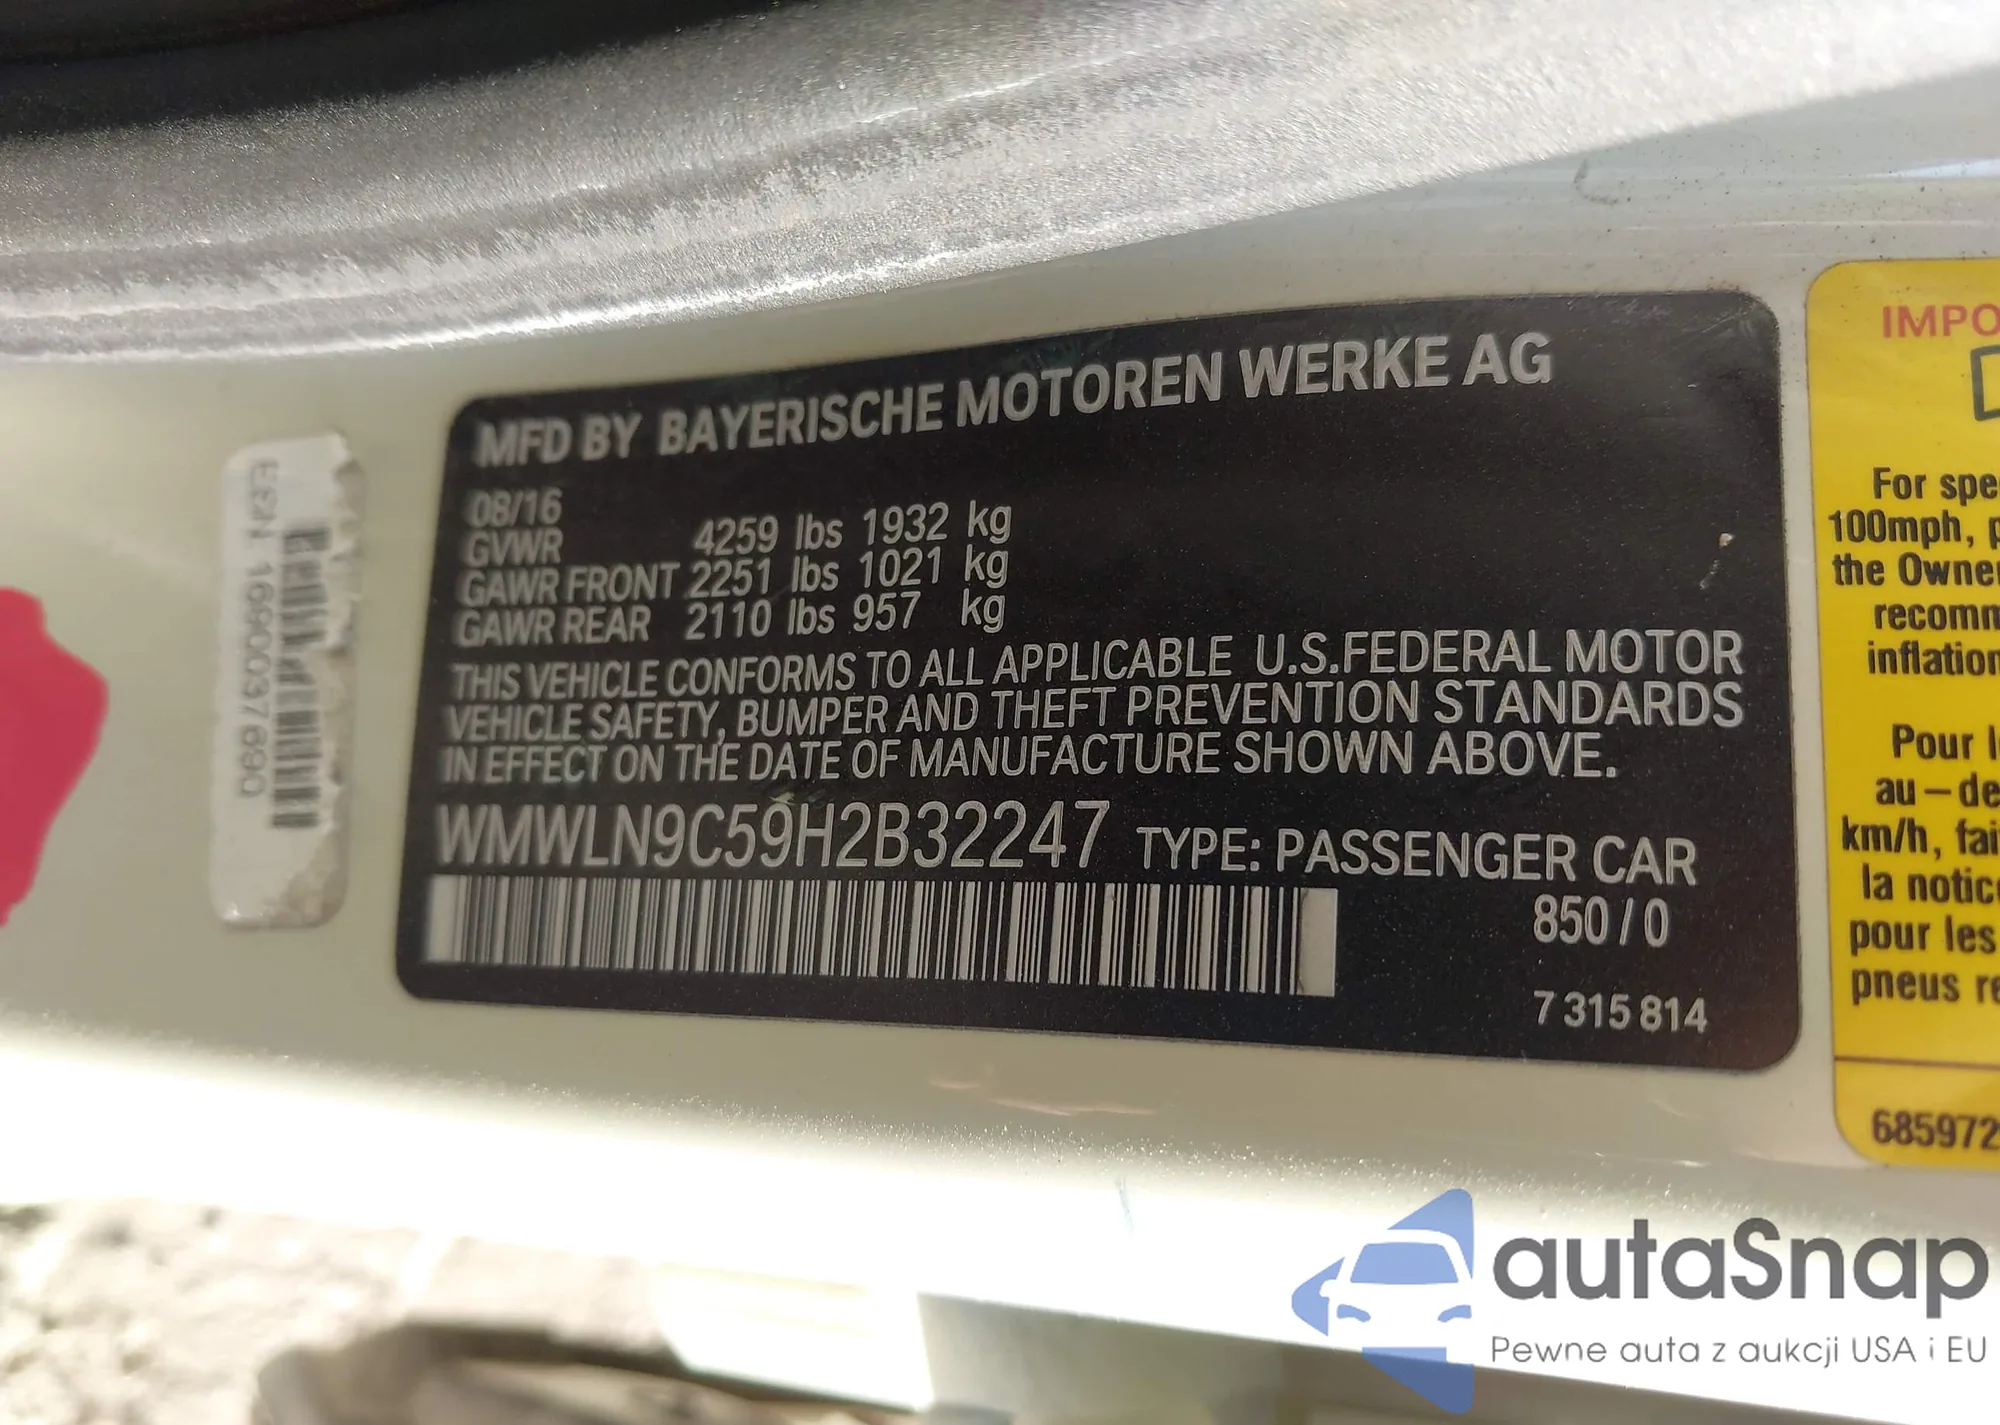 MFD BY BAYERISCHE MOTOREN WERKE AG
08/16
GVWR 4259 lbs 1932 kg
GAWR FRONT 2251 lbs 1021 kg
GAWR REAR 2110 lbs 957 kg
THIS VEHICLE CONFORMS TO ALL APPLICABLE U.S.FEDERAL MOTOR
VEHICLE SAFETY, BUMPER AND THEFT PREVENTION STANDARDS
IN EFFECT ON THE DATE OF MANUFACTURE SHOWN ABOVE.
WMWLN9C59H2B32247 TYPE: PASSENGER CAR
850 / 0
7 315 814
IMPO
For spe
100mph, p
the Owne
recomm
inflation
Pour l
au-de
km/h, fai
la notic
pour les
pneus re
685972
autaSnap
Pewne auta z aukcji USA i EU